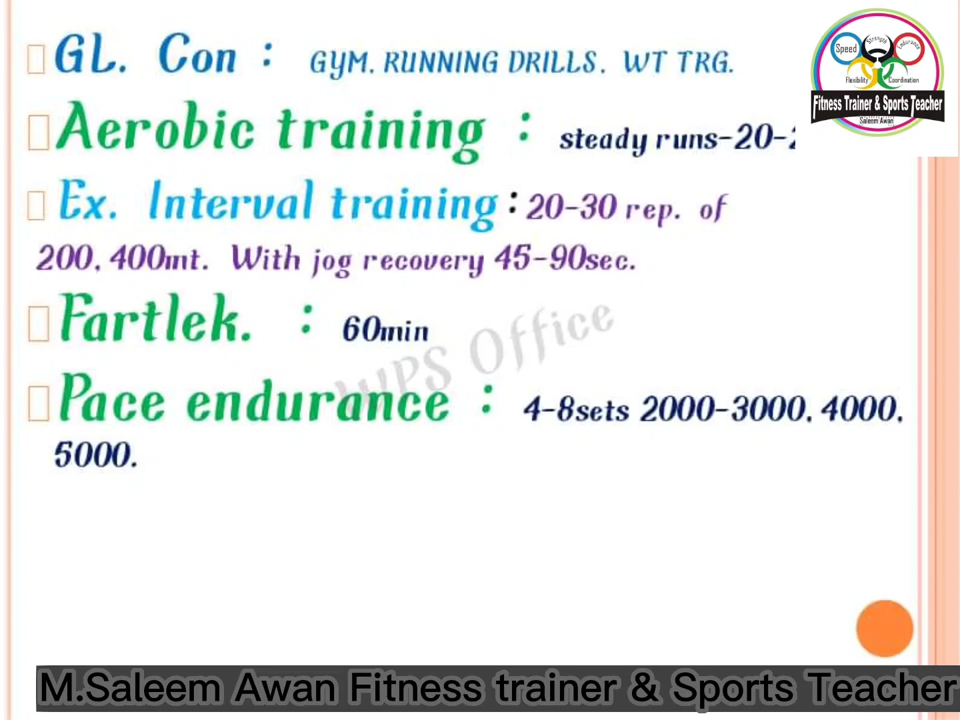 GL. Con : GYM. RUNNING DRILLS. WT TRG.
Aerobic training : steady runs-20-
Ex. Interval training : 20-30 rep. of
200, 400mt. With jog recovery 45-90sec.
Fartlek. : 60min
Pace endurance : 4-8sets 2000-3000, 4000,
5000.
WPS Office
Speed
Strength
Endurance
Flexibility
Coordination
Fitness Trainer & Sports Teacher
Saleem Awan
M.Saleem Awan Fitness trainer & Sports Teacher